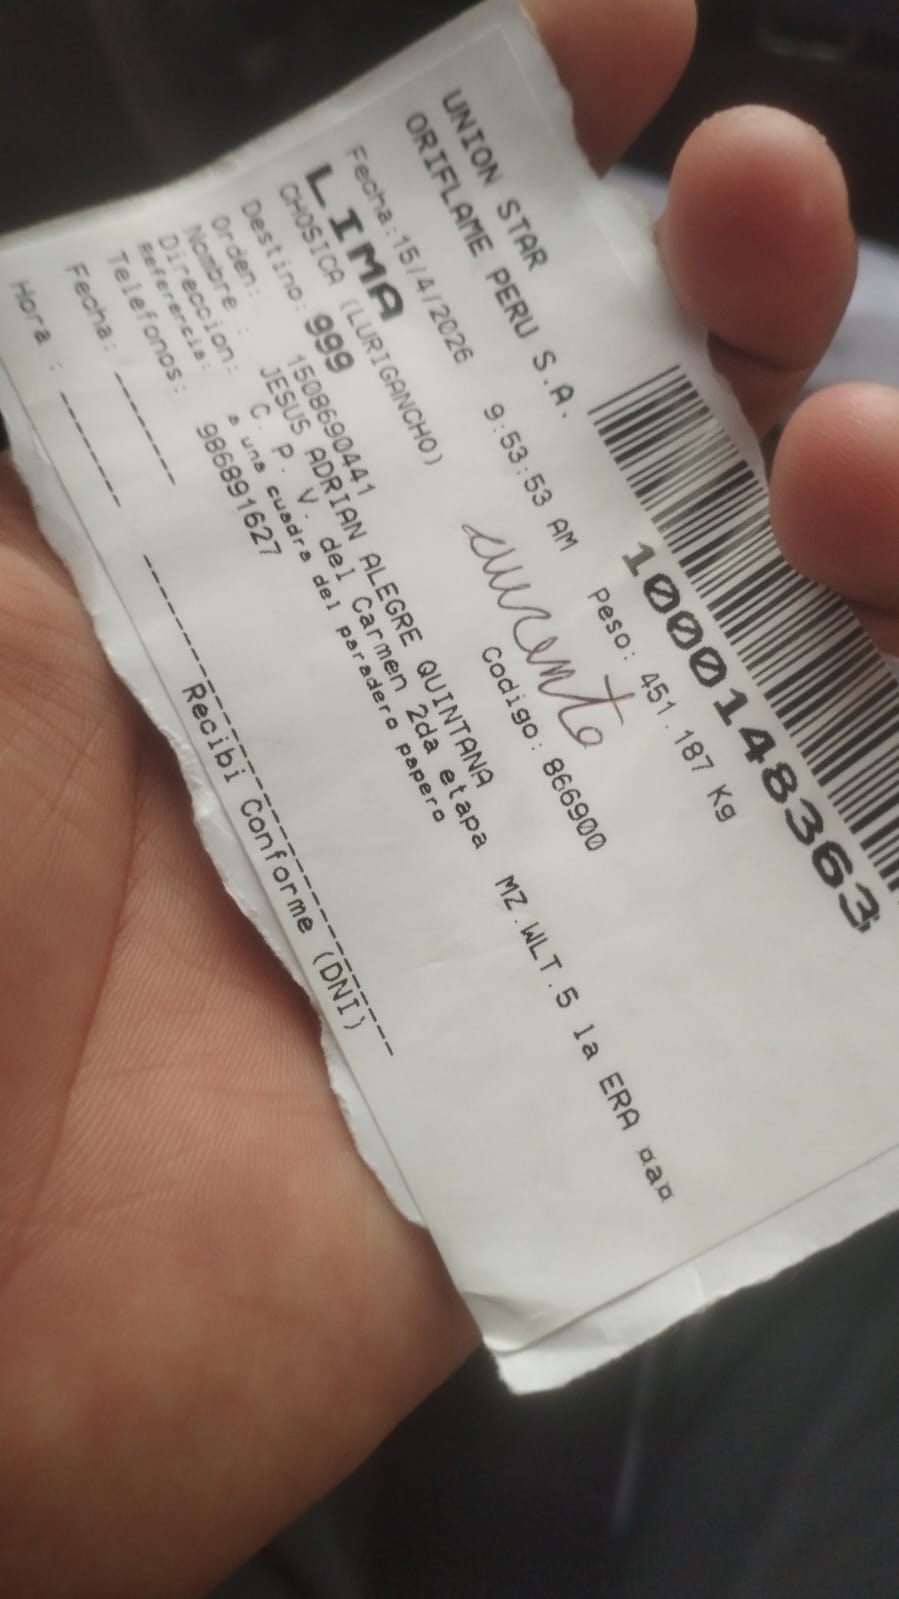 UNION STAR
ORIFLAME PERU S.A.
100014836363
Fecha:15/4/2026 9:53:53 AM Peso: 451.187 Kg
LIMA
CHOSICA (LURIGANCHO) Codigo: 866900
Destino: 999
Orden: 1508690441
Nombre : JESUS ADRIAN ALEGRE QUINTANA
Direccion: C. P. V. del Carmen 2da etapa MZ.WLT.5 la ERA ¤a¤
Referencia: a una cuadra del paradero papero
Telefonos: 986891627
Fecha:
Hora :
Recibi Conforme (DNI)